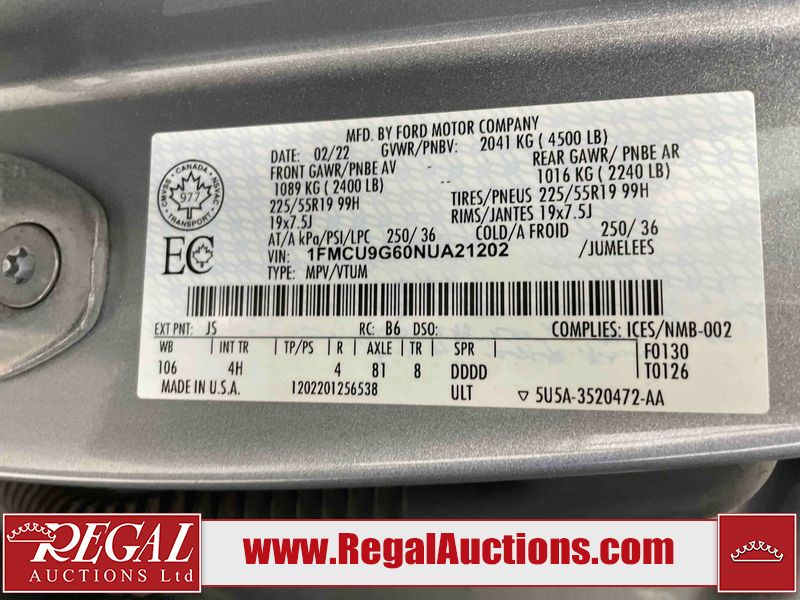 MFD. BY FORD MOTOR COMPANY
DATE: 02/22 GVWR/PNBV: 2041 KG ( 4500 LB)
FRONT GAWR/PNBE AV - REAR GAWR/ PNBE AR
1089 KG ( 2400 LB) -- 1016 KG ( 2240 LB)
225/55R19 99H TIRES/PNEUS 225/55R19 99H
19x7.5J RIMS/JANTES 19x7.5J
AT/A kPa/PSI/LPC 250/ 36 COLD/A FROID 250/ 36
VIN: 1FMCU9G60NUA21202 /JUMELEES
TYPE: MPV/VTUM
CMVSS · CANADA · NSVAC
977
TRANSPORT
EC
EXT PNT: JS RC: B6 DSO: COMPLIES: ICES/NMB-002
WB INT TR TP/PS R AXLE TR SPR F0130
106 4H 4 81 8 DDDD T0126
MADE IN U.S.A. 1202201256538 ULT ▽ 5U5A-3520472-AA
REGAL
AUCTIONS Ltd
www.RegalAuctions.com